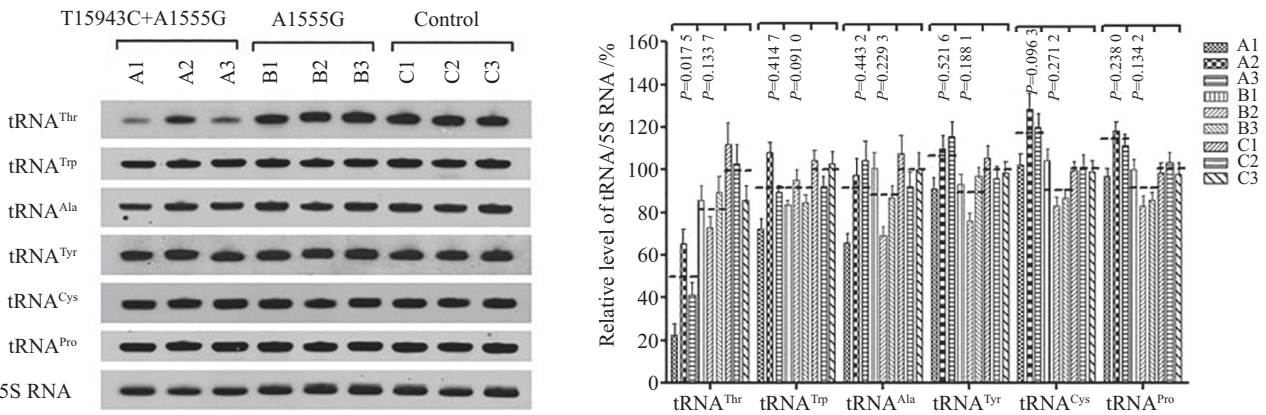 T15943C+A1555G A1555G Control
A1 A2 A3 B1 B2 B3 C1 C2 C3
tRNAᵀʰʳ
tRNAᵀʳᵖ
tRNAᴬˡᵃ
tRNAᵀʸʳ
tRNAᶜʸˢ
tRNAᴾʳᵒ
5S RNA
Relative level of tRNA/5S RNA /%
160
140
120
100
80
60
40
20
0
P=0.017 5
P=0.133 7
P=0.414 7
P=0.091 0
P=0.443 2
P=0.229 3
P=0.521 6
P=0.188 1
P=0.096 3
P=0.271 2
P=0.238 0
P=0.134 2
tRNAᵀʰʳ tRNAᵀʳᵖ tRNAᴬˡᵃ tRNAᵀʸʳ tRNAᶜʸˢ tRNAᴾʳᵒ
A1
A2
A3
B1
B2
B3
C1
C2
C3